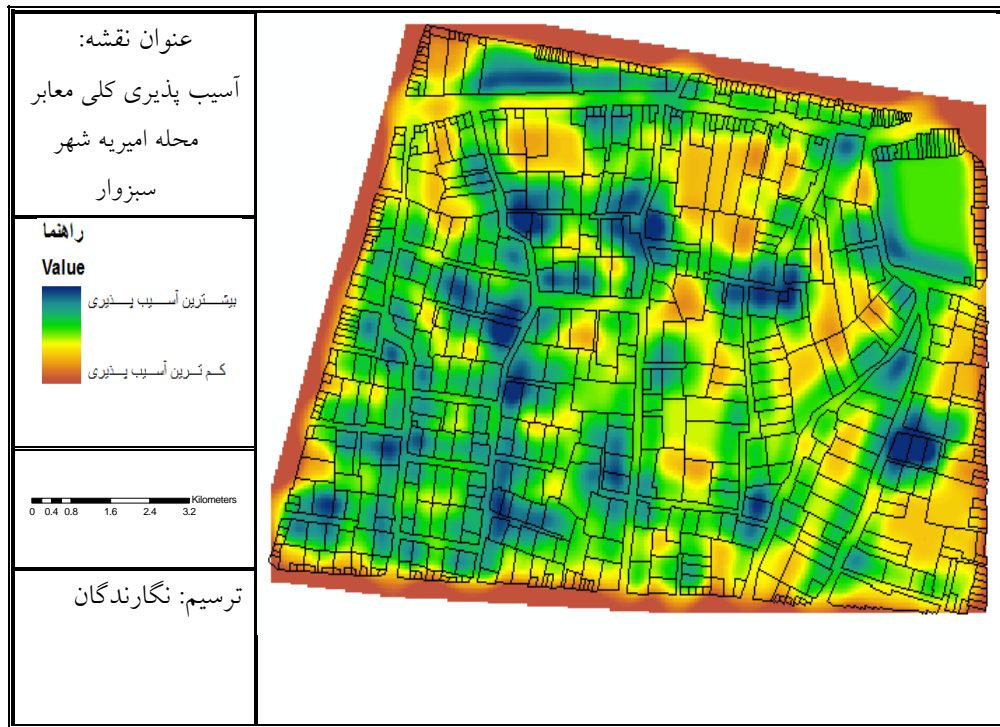 عنوان نقشه:
آسیب پذیری کلی معابر
محله امیریه شهر
سبزوار
راهنما
Value
بیشترین آسیب پذیری
کم ترین آسیب پذیری
Kilometers
0 0.4 0.8 1.6 2.4 3.2
ترسیم: نگارندگان